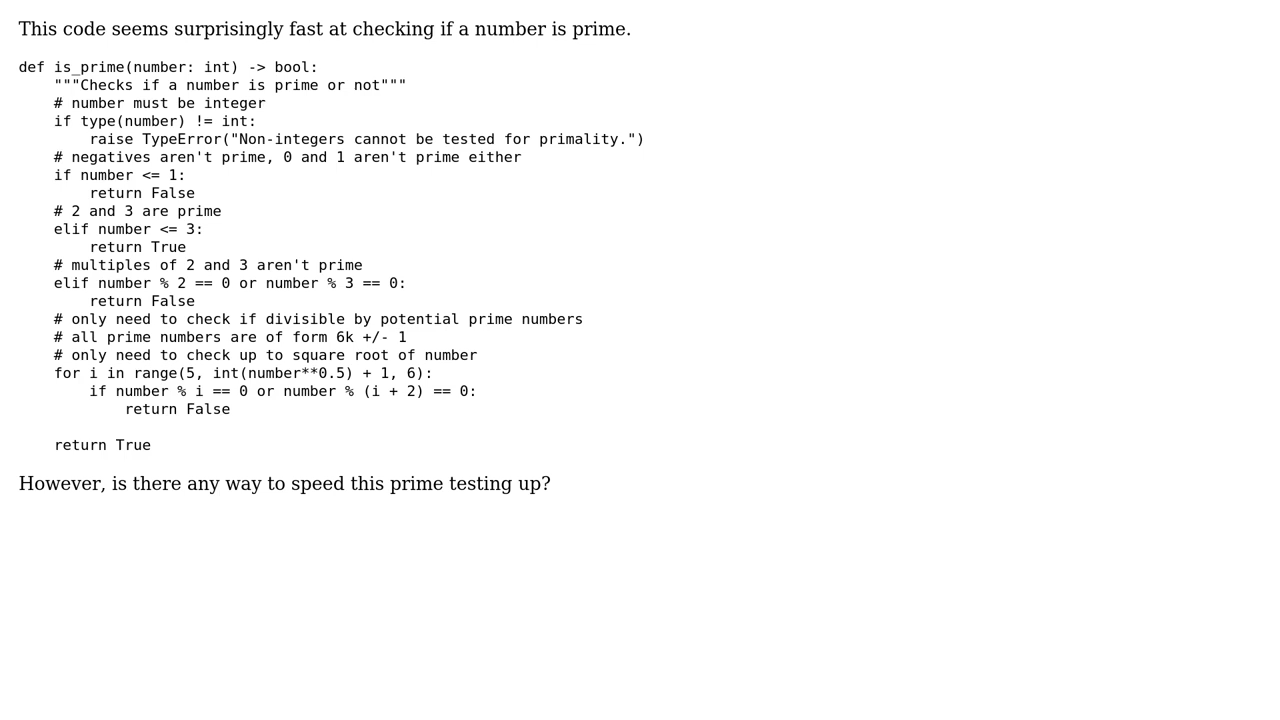 This code seems surprisingly fast at checking if a number is prime.
def is_prime(number: int) -> bool:
    """Checks if a number is prime or not"""
    # number must be integer
    if type(number) != int:
        raise TypeError("Non-integers cannot be tested for primality.")
    # negatives aren't prime, 0 and 1 aren't prime either
    if number <= 1:
        return False
    # 2 and 3 are prime
    elif number <= 3:
        return True
    # multiples of 2 and 3 aren't prime
    elif number % 2 == 0 or number % 3 == 0:
        return False
    # only need to check if divisible by potential prime numbers
    # all prime numbers are of form 6k +/- 1
    # only need to check up to square root of number
    for i in range(5, int(number**0.5) + 1, 6):
        if number % i == 0 or number % (i + 2) == 0:
            return False
    return True
However, is there any way to speed this prime testing up?